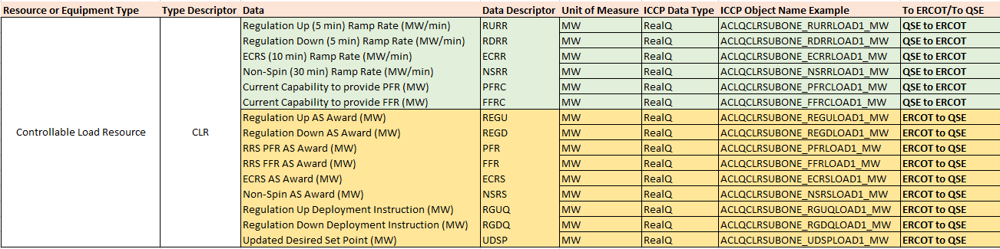 Resource or Equipment Type Type Descriptor Data Data Descriptor Unit of Measure ICCP Data Type ICCP Object Name Example To ERCOT/To QSE
Regulation Up (5 min) Ramp Rate (MW/min) RURR MW RealQ ACLQCLRSUBONE_RURRLOAD1_MW QSE to ERCOT
Regulation Down (5 min) Ramp Rate (MW/min) RDRR MW RealQ ACLQCLRSUBONE_RDRRLOAD1_MW QSE to ERCOT
ECRS (10 min) Ramp Rate (MW/min) ECRR MW RealQ ACLQCLRSUBONE_ECRRLOAD1_MW QSE to ERCOT
Non-Spin (30 min) Ramp Rate (MW/min) NSRR MW RealQ ACLQCLRSUBONE_NSRRLOAD1_MW QSE to ERCOT
Current Capability to provide PFR (MW) PFRC MW RealQ ACLQCLRSUBONE_PFRCLOAD1_MW QSE to ERCOT
Current Capability to provide FFR (MW) FFRC MW RealQ ACLQCLRSUBONE_FFRCLOAD1_MW QSE to ERCOT
Regulation Up AS Award (MW) REGU MW RealQ ACLQCLRSUBONE_REGULOAD1_MW ERCOT to QSE
Controllable Load Resource CLR Regulation Down AS Award (MW) REGD MW RealQ ACLQCLRSUBONE_REGDLOAD1_MW ERCOT to QSE
RRS PFR AS Award (MW) PFR MW RealQ ACLQCLRSUBONE_PFRLOAD1_MW ERCOT to QSE
RRS FFR AS Award (MW) FFR MW RealQ ACLQCLRSUBONE_FFRLOAD1_MW ERCOT to QSE
ECRS AS Award (MW) ECRS MW RealQ ACLQCLRSUBONE_ECRSLOAD1_MW ERCOT to QSE
Non-Spin AS Award (MW) NSRS MW RealQ ACLQCLRSUBONE_NSRSLOAD1_MW ERCOT to QSE
Regulation Up Deployment Instruction (MW) RGUQ MW RealQ ACLQCLRSUBONE_RGUQLOAD1_MW ERCOT to QSE
Regulation Down Deployment Instruction (MW) RGDQ MW RealQ ACLQCLRSUBONE_RGDQLOAD1_MW ERCOT to QSE
Updated Desired Set Point (MW) UDSP MW RealQ ACLQCLRSUBONE_UDSPLOAD1_MW ERCOT to QSE